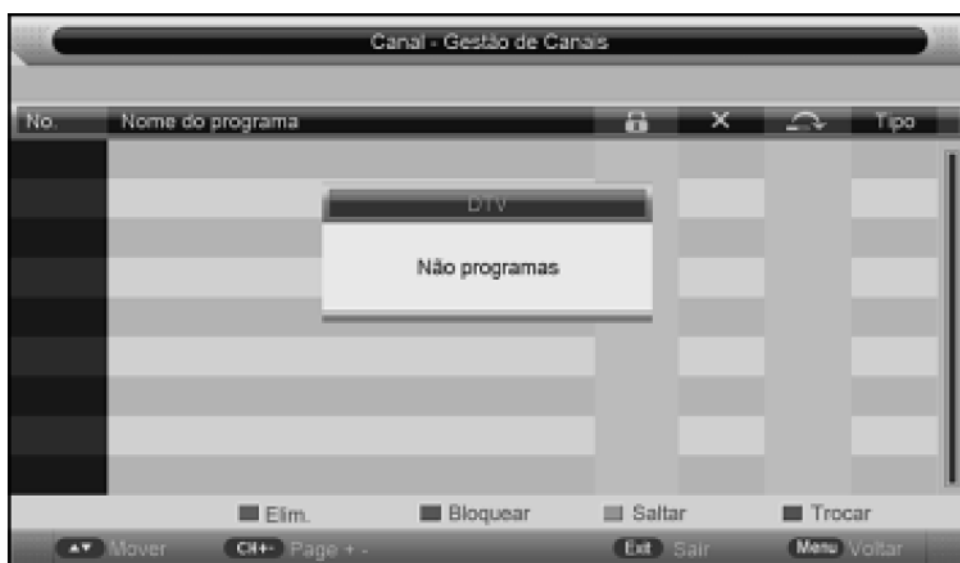 Canal - Gestão de Canais
No. Nome do programa Tipo
DTV
Não programas
Elim. Bloquear Saltar Trocar
Mover CH+- Page + - Exit Sair Menu Voltar